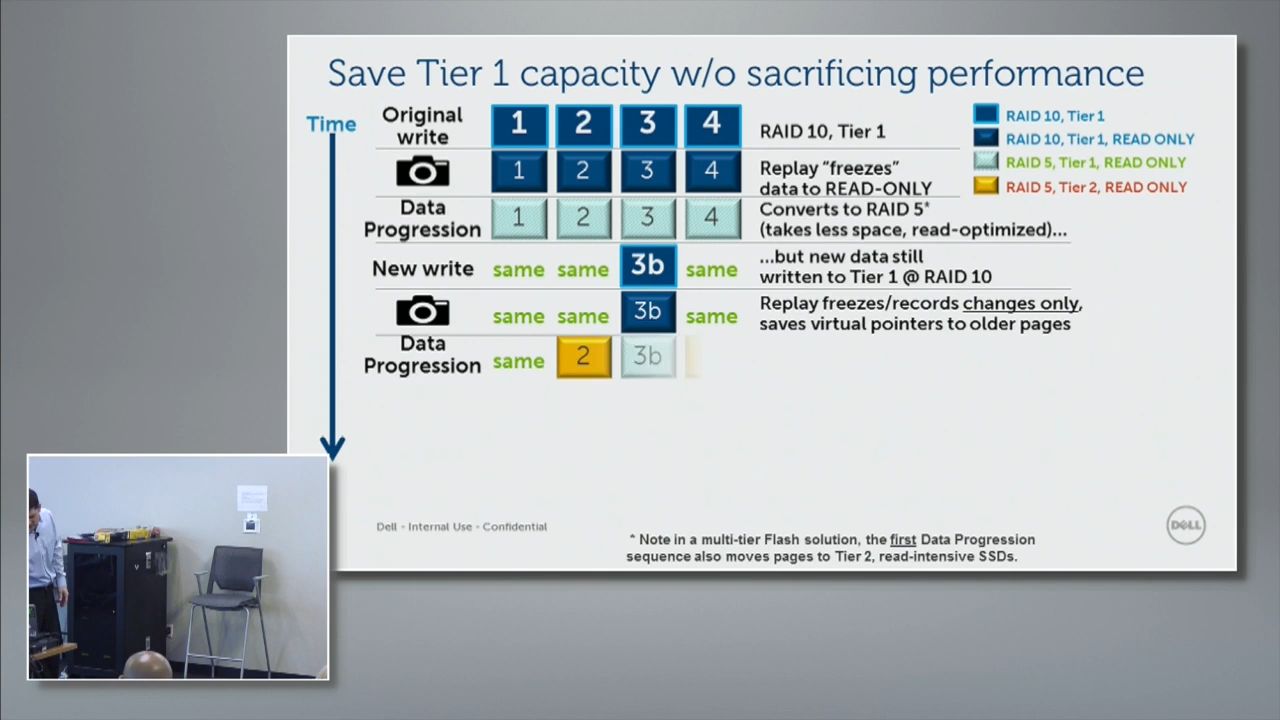 Save Tier 1 capacity w/o sacrificing performance
Time
Original
write
1 2 3 4
RAID 10, Tier 1
RAID 10, Tier 1
RAID 10, Tier 1, READ ONLY
RAID 5, Tier 1, READ ONLY
RAID 5, Tier 2, READ ONLY
1 2 3 4
Replay “freezes”
data to READ-ONLY
Data
Progression
1 2 3 4
Converts to RAID 5*
(takes less space, read-optimized)...
New write
same same 3b same
...but new data still
written to Tier 1 @ RAID 10
same same 3b same
Replay freezes/records changes only,
saves virtual pointers to older pages
Data
Progression
same 2 3b
Dell - Internal Use - Confidential
DELL
* Note in a multi-tier Flash solution, the first Data Progression
sequence also moves pages to Tier 2, read-intensive SSDs.